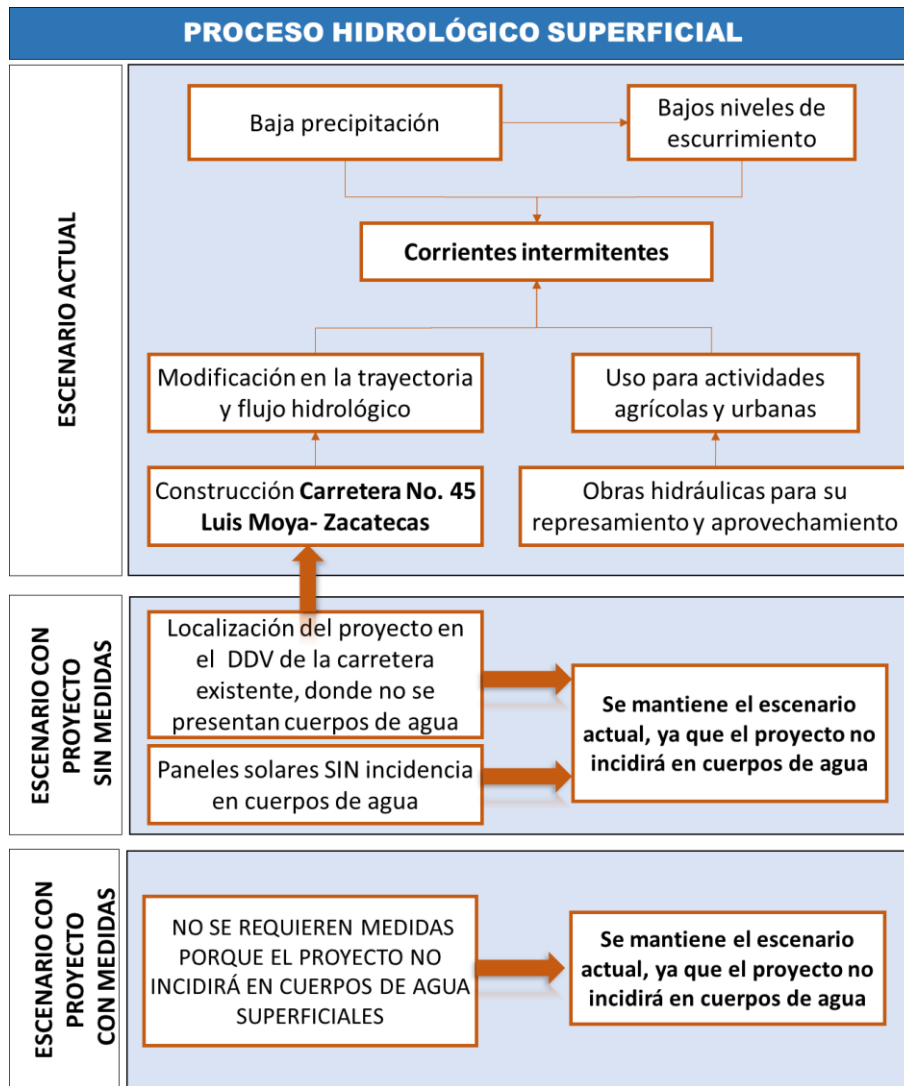 PROCESO HIDROLÓGICO SUPERFICIAL
ESCENARIO ACTUAL
Baja precipitación
Bajos niveles de
escurrimiento
Corrientes intermitentes
Modificación en la trayectoria
y flujo hidrológico
Uso para actividades
agrícolas y urbanas
Construcción Carretera No. 45
Luis Moya- Zacatecas
Obras hidráulicas para su
represamiento y aprovechamiento
ESCENARIO CON
PROYECTO
SIN MEDIDAS
Localización del proyecto en
el DDV de la carretera
existente, donde no se
presentan cuerpos de agua
Paneles solares SIN incidencia
en cuerpos de agua
Se mantiene el escenario
actual, ya que el proyecto no
incidirá en cuerpos de agua
ESCENARIO CON
PROYECTO
CON MEDIDAS
NO SE REQUIEREN MEDIDAS
PORQUE EL PROYECTO NO
INCIDIRÁ EN CUERPOS DE AGUA
SUPERFICIALES
Se mantiene el escenario
actual, ya que el proyecto no
incidirá en cuerpos de agua